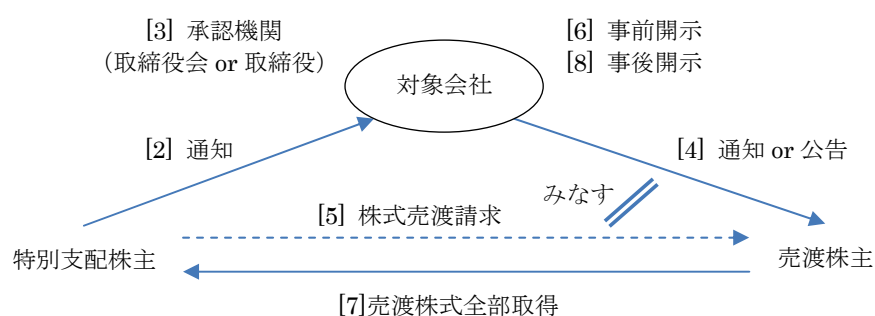 [3] 承認機関
（取締役会 or 取締役）
[6] 事前開示
[8] 事後開示
対象会社
[2] 通知
[4] 通知 or 公告
みなす
[5] 株式売渡請求
特別支配株主
売渡株主
[7]売渡株式全部取得